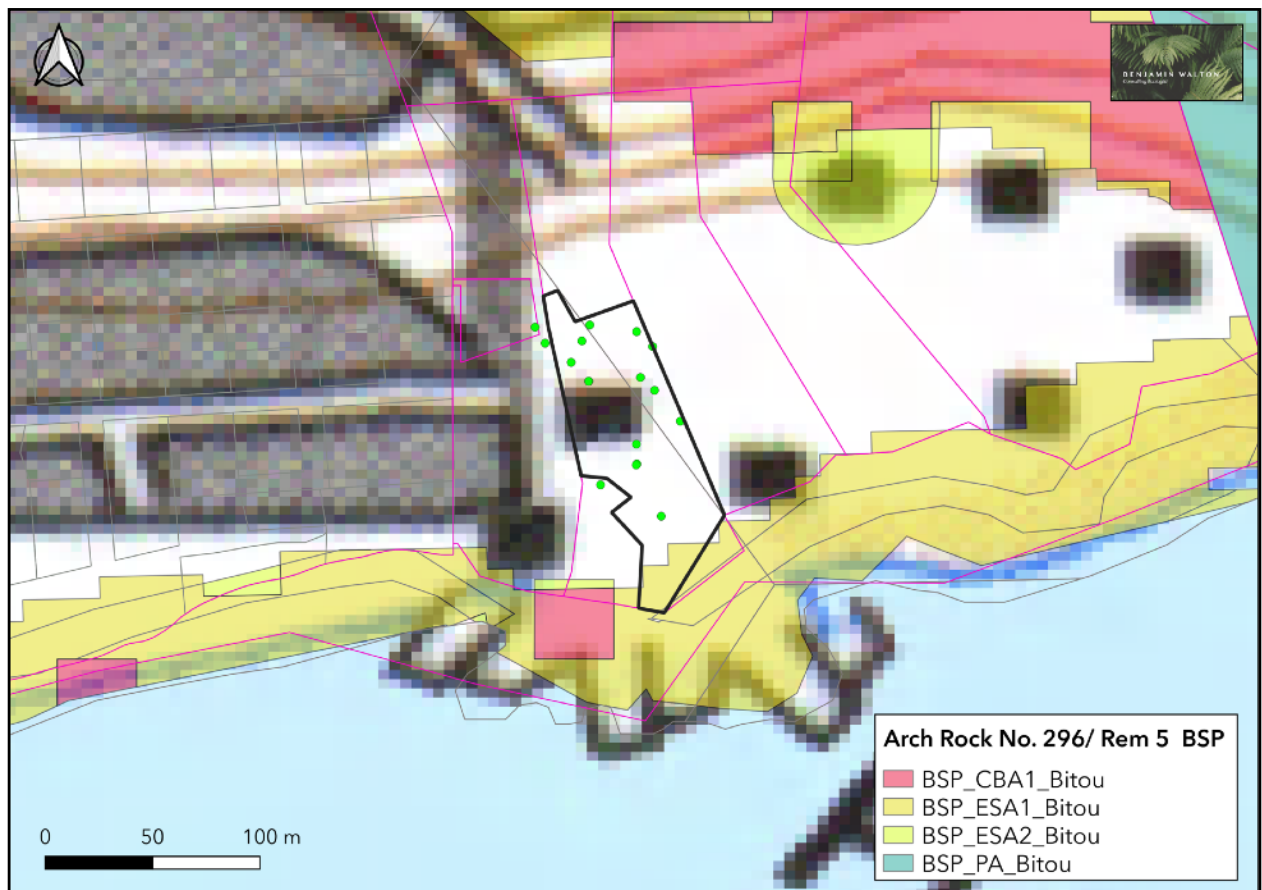 BENJAMIN WALTON
Arch Rock No. 296/ Rem 5 BSP
BSP_CBA1_Bitou
BSP_ESA1_Bitou
BSP_ESA2_Bitou
BSP_PA_Bitou
0 50 100 m